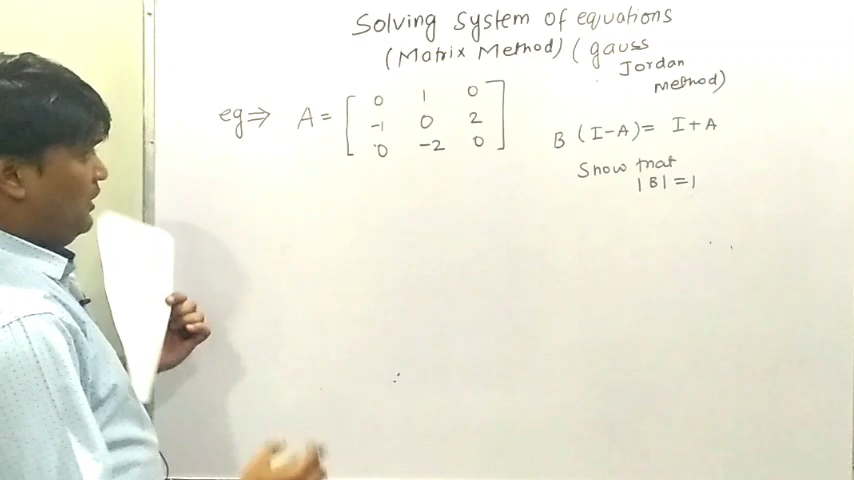 Solving System of equations
(Matrix Method) (gauss
Jordan
method)
eg⇒ A = [ 0 1 0
-1 0 2
0 -2 0 ]
B (I-A) = I+A
Show that
|B| = 1